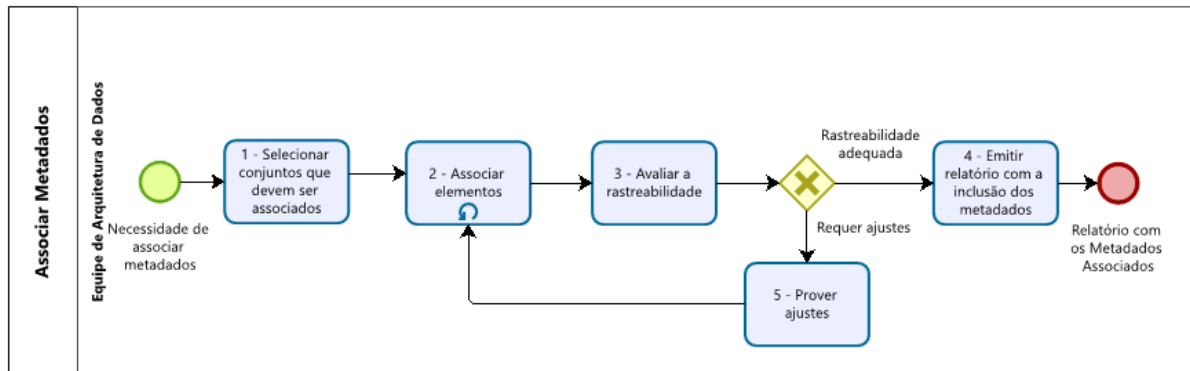 Associar Metadados
Equipe de Arquitetura de Dados
Necessidade de
associar
metadados
1 - Selecionar
conjuntos que
devem ser
associados
2 - Associar
elementos
3 - Avaliar a
rastreabilidade
Rastreabilidade
adequada
Requer ajustes
4 - Emitir
relatório com a
inclusão dos
metadados
Relatório com
os Metadados
Associados
5 - Prover
ajustes